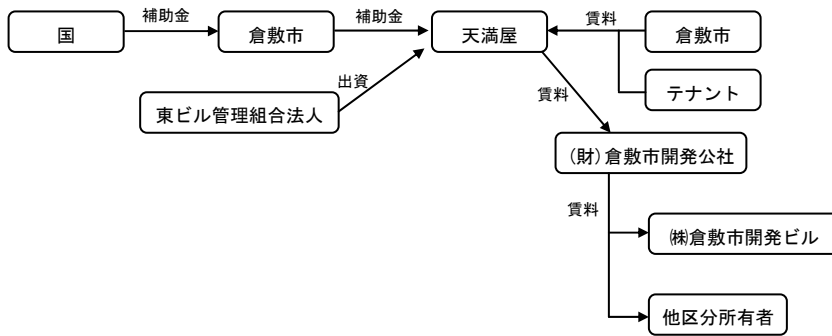 国
補助金
倉敷市
補助金
天満屋
賃料
倉敷市
テナント
出資
東ビル管理組合法人
賃料
(財)倉敷市開発公社
賃料
㈱倉敷市開発ビル
他区分所有者